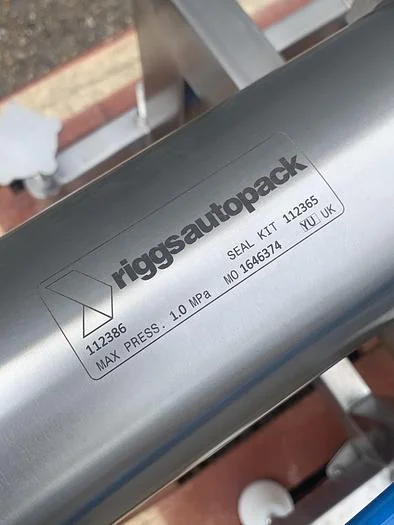 riggsautopack
112386 SEAL KIT 112365
MAX PRESS. 1.0 MPa MO 1646374 YU UK